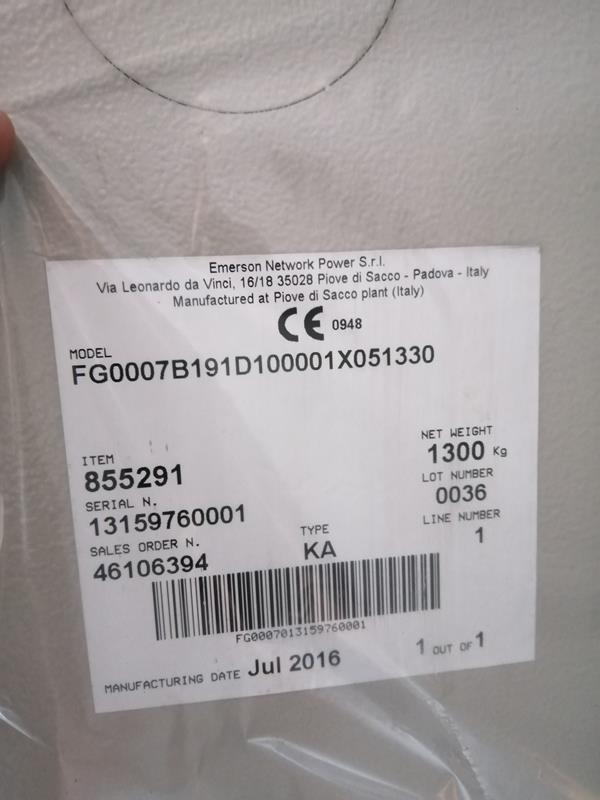 Emerson Network Power S.r.l.
Via Leonardo da Vinci, 16/18 35028 Piove di Sacco - Padova - Italy
Manufactured at Piove di Sacco plant (Italy)
CE 0948
MODEL
FG0007B191D100001X051330
ITEM
855291
SERIAL N.
13159760001
SALES ORDER N.
46106394
TYPE
KA
NET WEIGHT
1300 Kg
LOT NUMBER
0036
LINE NUMBER
1
FG0007013159760001
MANUFACTURING DATE Jul 2016
1 OUT OF 1